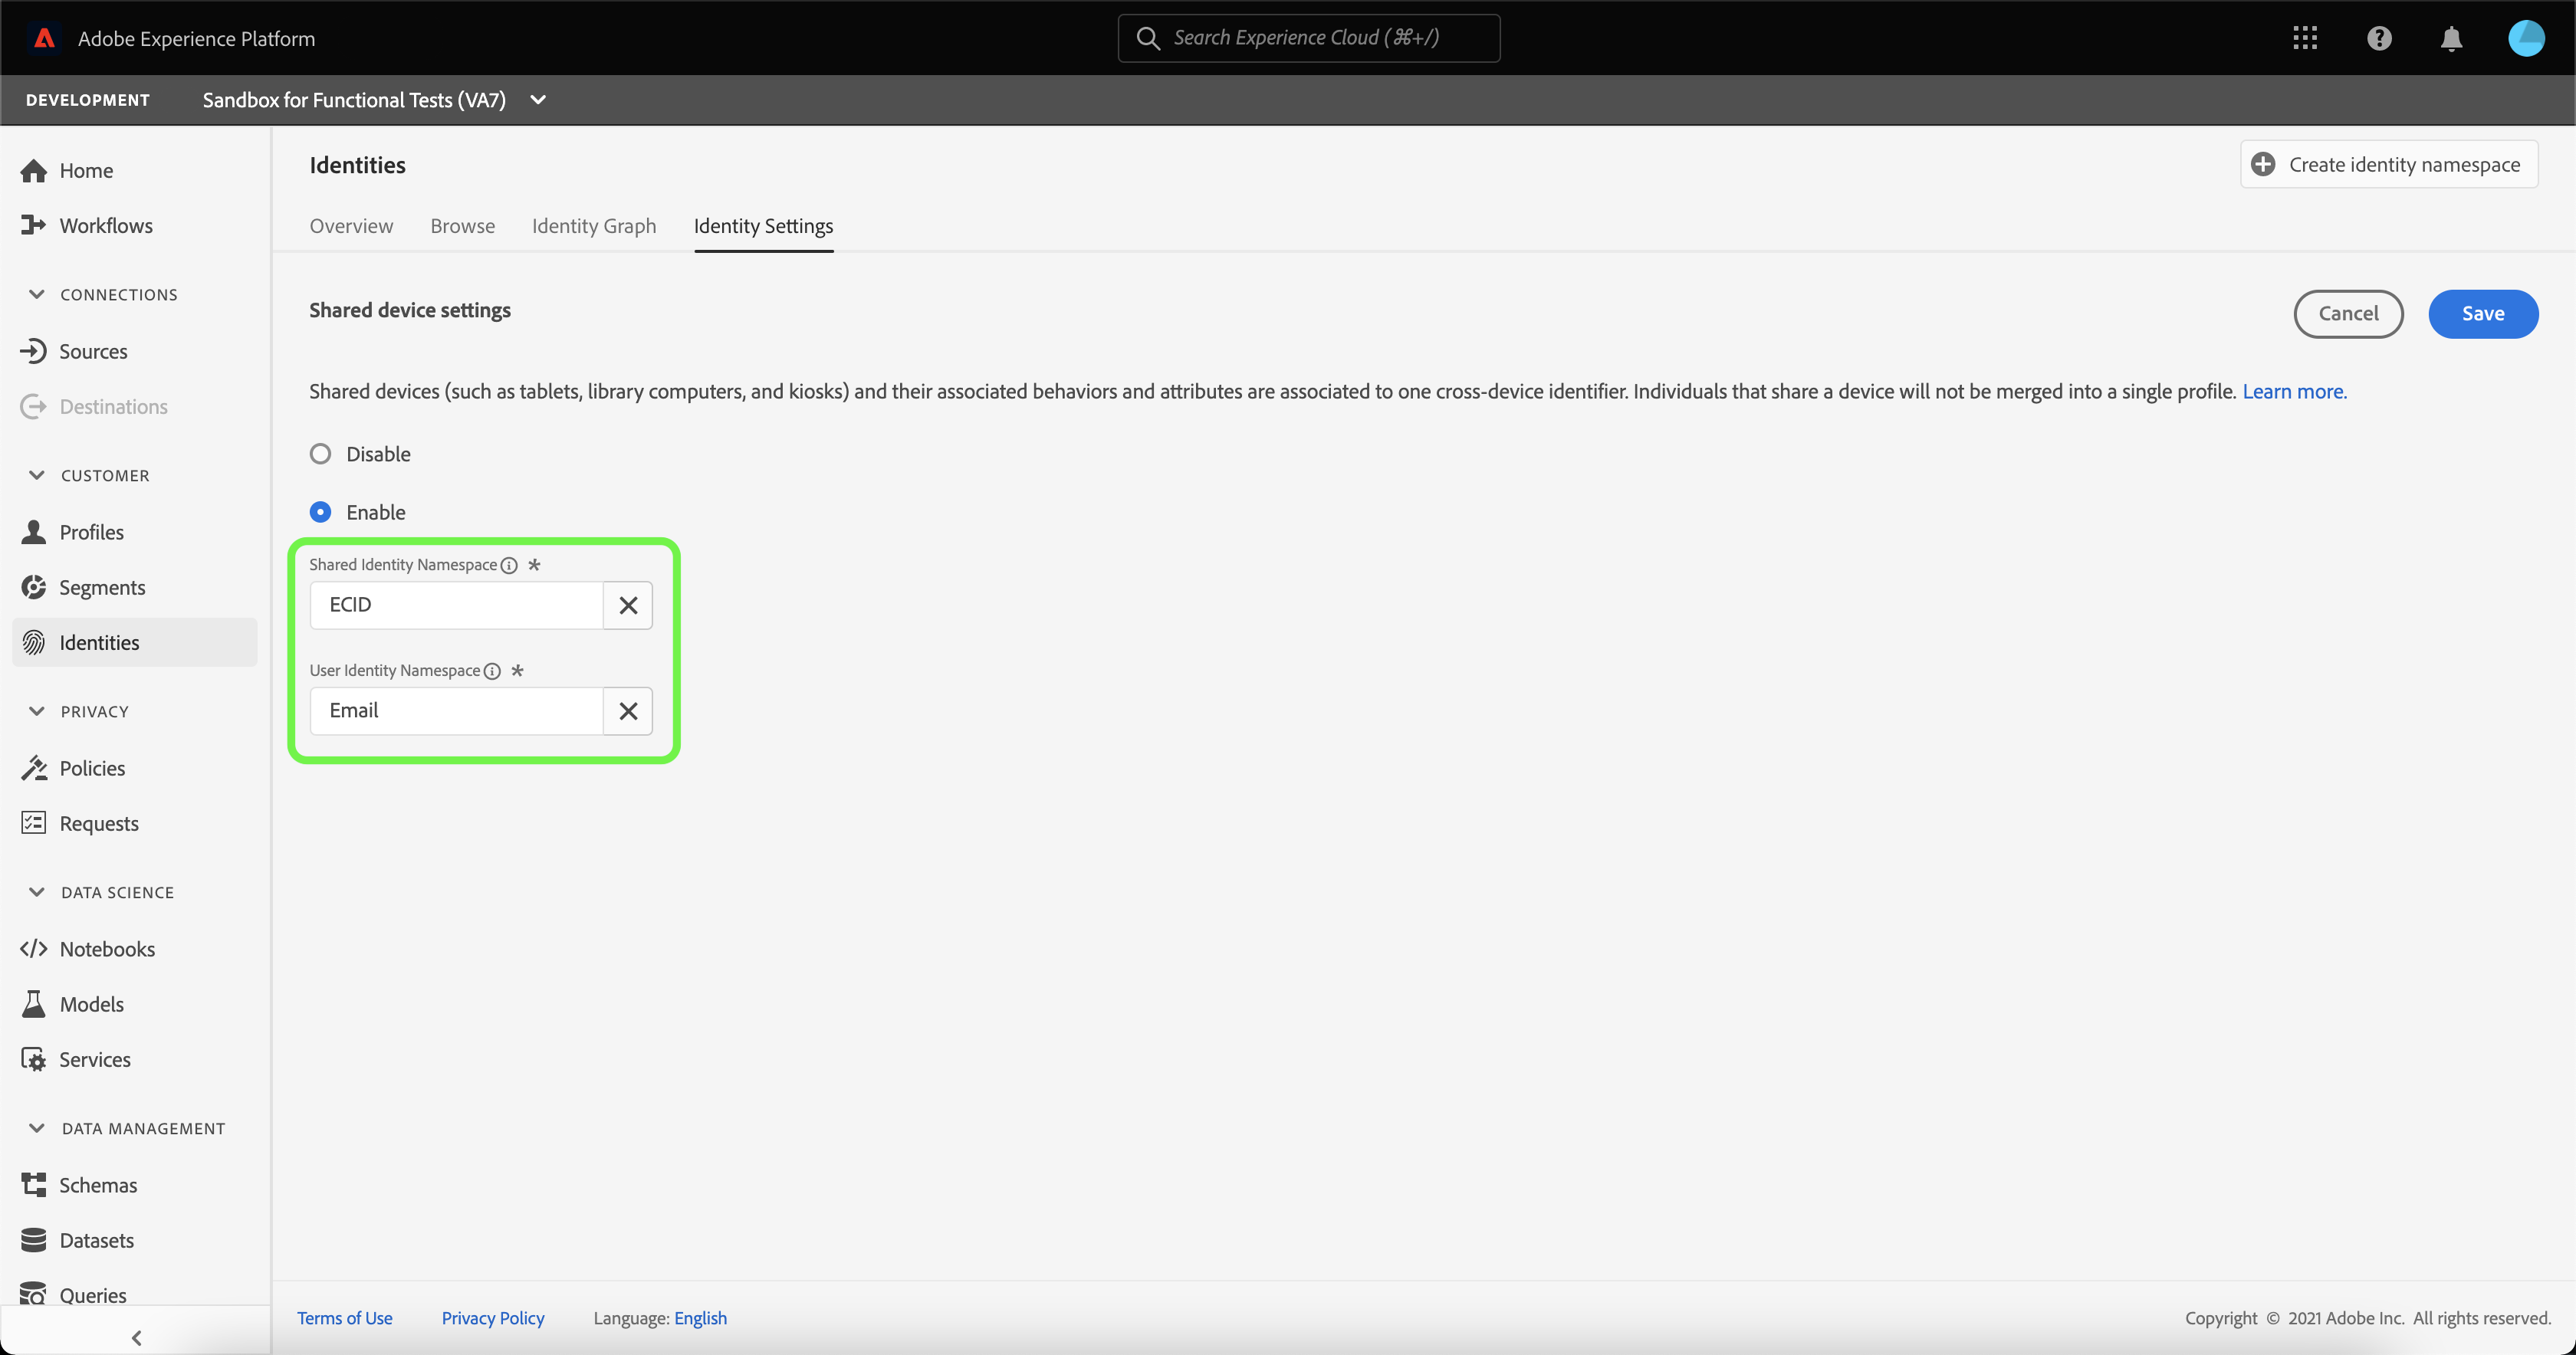 Adobe Experience Platform
Search Experience Cloud (⌘+/)
DEVELOPMENT Sandbox for Functional Tests (VA7)
Home
Workflows
CONNECTIONS
Sources
Destinations
CUSTOMER
Profiles
Segments
Identities
PRIVACY
Policies
Requests
DATA SCIENCE
Notebooks
Models
Services
DATA MANAGEMENT
Schemas
Datasets
Queries
Identities
Create identity namespace
Overview Browse Identity Graph Identity Settings
Shared device settings
Cancel Save
Shared devices (such as tablets, library computers, and kiosks) and their associated behaviors and attributes are associated to one cross-device identifier. Individuals that share a device will not be merged into a single profile. Learn more.
Disable
Enable
Shared Identity Namespace *
ECID
User Identity Namespace *
Email
Terms of Use Privacy Policy Language: English
Copyright © 2021 Adobe Inc. All rights reserved.